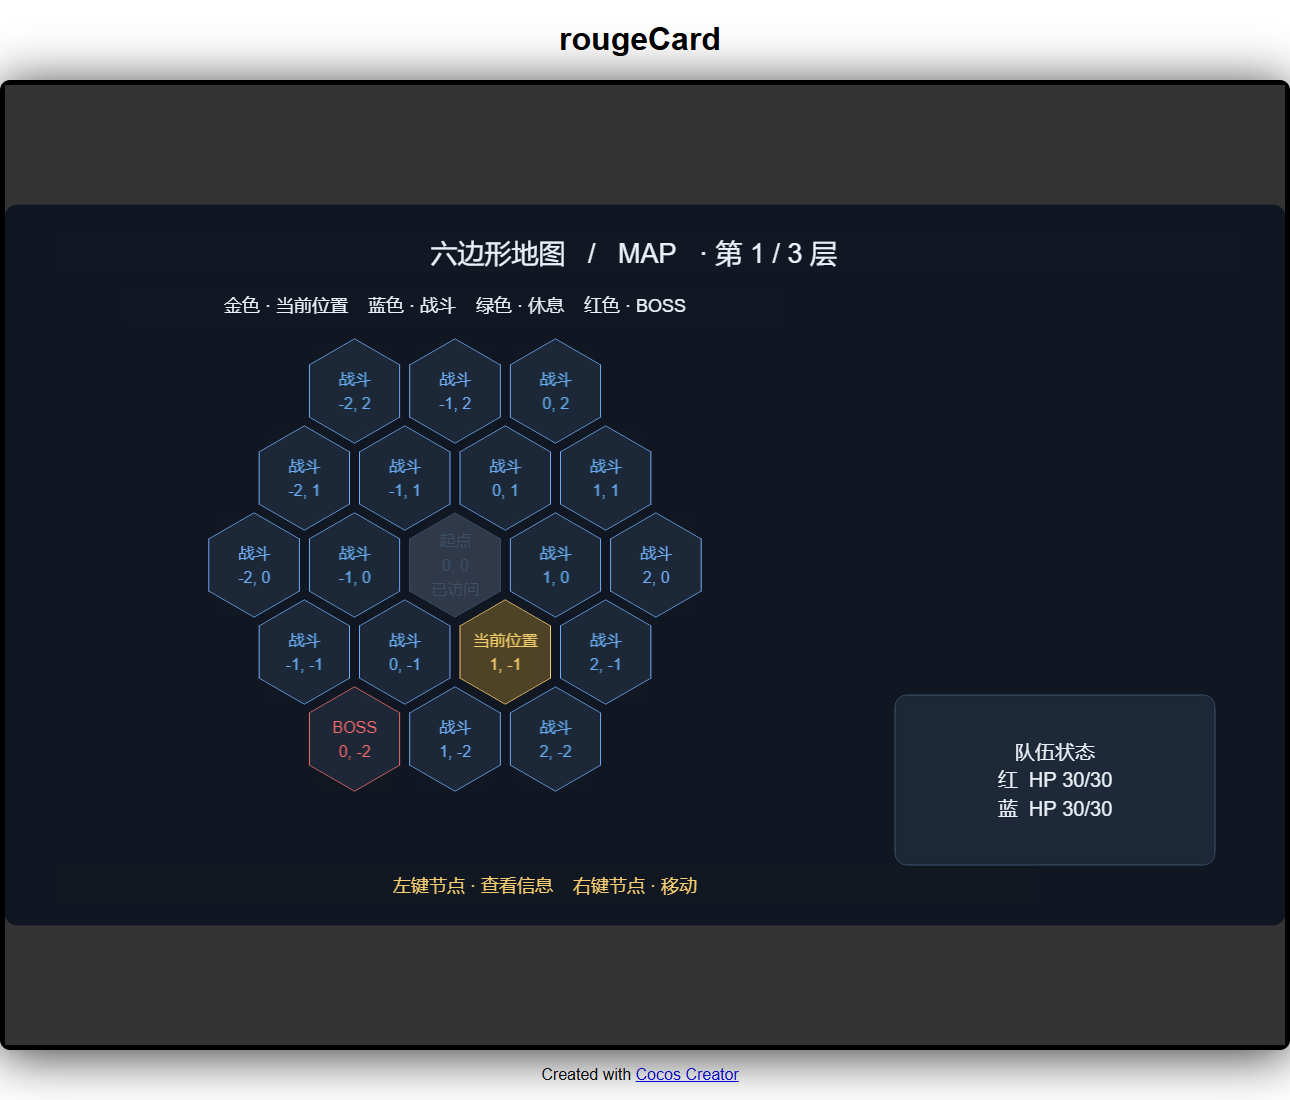 rougeCard
六边形地图 / MAP · 第 1 / 3 层
金色 · 当前位置 蓝色 · 战斗 绿色 · 休息 红色 · BOSS
战斗
-2, 2
战斗
-1, 2
战斗
0, 2
战斗
-2, 1
战斗
-1, 1
战斗
0, 1
战斗
1, 1
战斗
-2, 0
战斗
-1, 0
起点
0, 0
已访问
战斗
1, 0
战斗
2, 0
战斗
-1, -1
战斗
0, -1
当前位置
1, -1
战斗
2, -1
BOSS
0, -2
战斗
1, -2
战斗
2, -2
队伍状态
红 HP 30/30
蓝 HP 30/30
左键节点 · 查看信息 右键节点 · 移动
Created with Cocos Creator